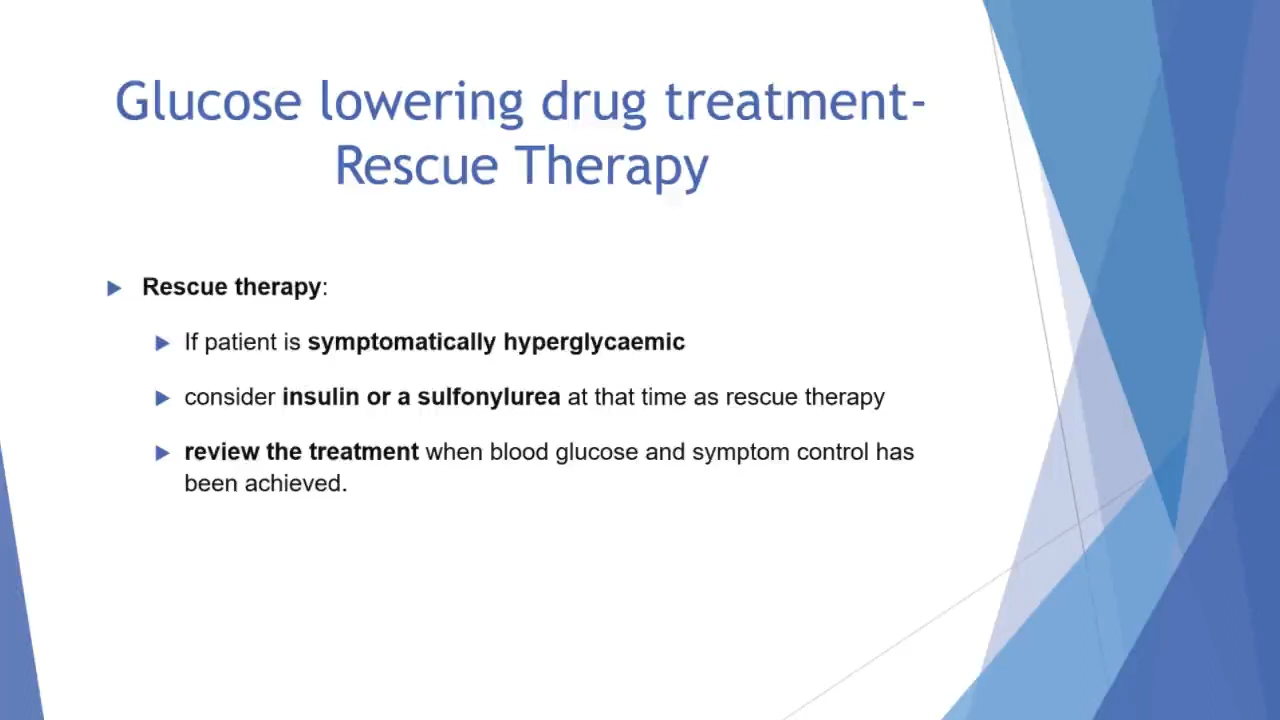 Glucose lowering drug treatment-
Rescue Therapy
Rescue therapy:
If patient is symptomatically hyperglycaemic
consider insulin or a sulfonylurea at that time as rescue therapy
review the treatment when blood glucose and symptom control has
been achieved.